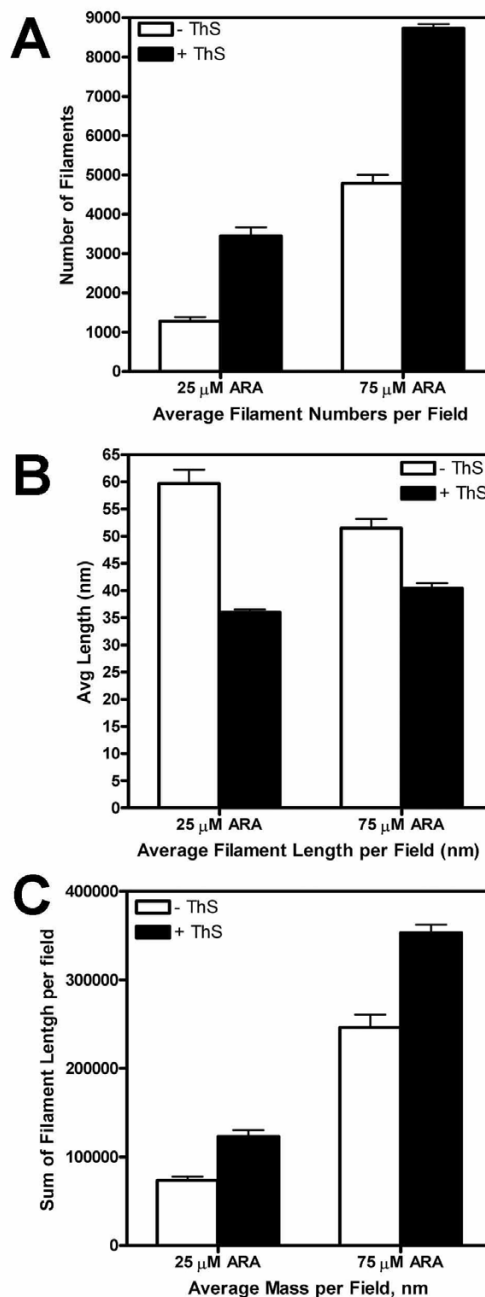 A
- ThS
+ ThS
9000
8000
7000
6000
5000
4000
3000
2000
1000
0
Number of Filaments
25 μM ARA 75 μM ARA
Average Filament Numbers per Field
B
- ThS
+ ThS
65
60
55
50
45
40
35
30
25
20
15
10
5
0
Avg Length (nm)
25 μM ARA 75 μM ARA
Average Filament Length per Field (nm)
C
- ThS
+ ThS
400000
300000
200000
100000
0
Sum of Filament Lentgh per field
25 μM ARA 75 μM ARA
Average Mass per Field, nm